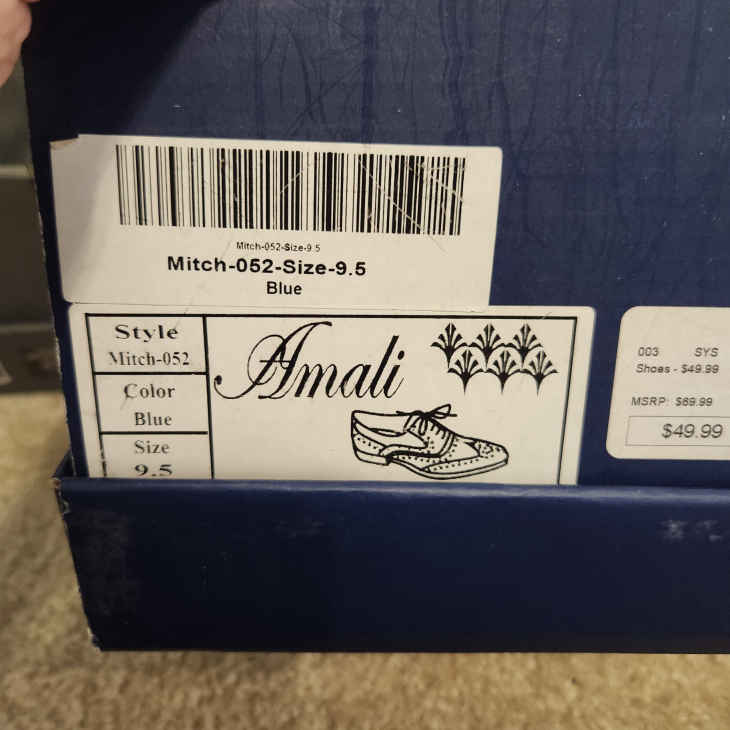 Mitch-052-Size-9.5
Mitch-052-Size-9.5
Blue
Style
Mitch-052
Color
Blue
Size
9.5
Amali
003 SYS
Shoes - $49.99
MSRP: $69.99
$49.99